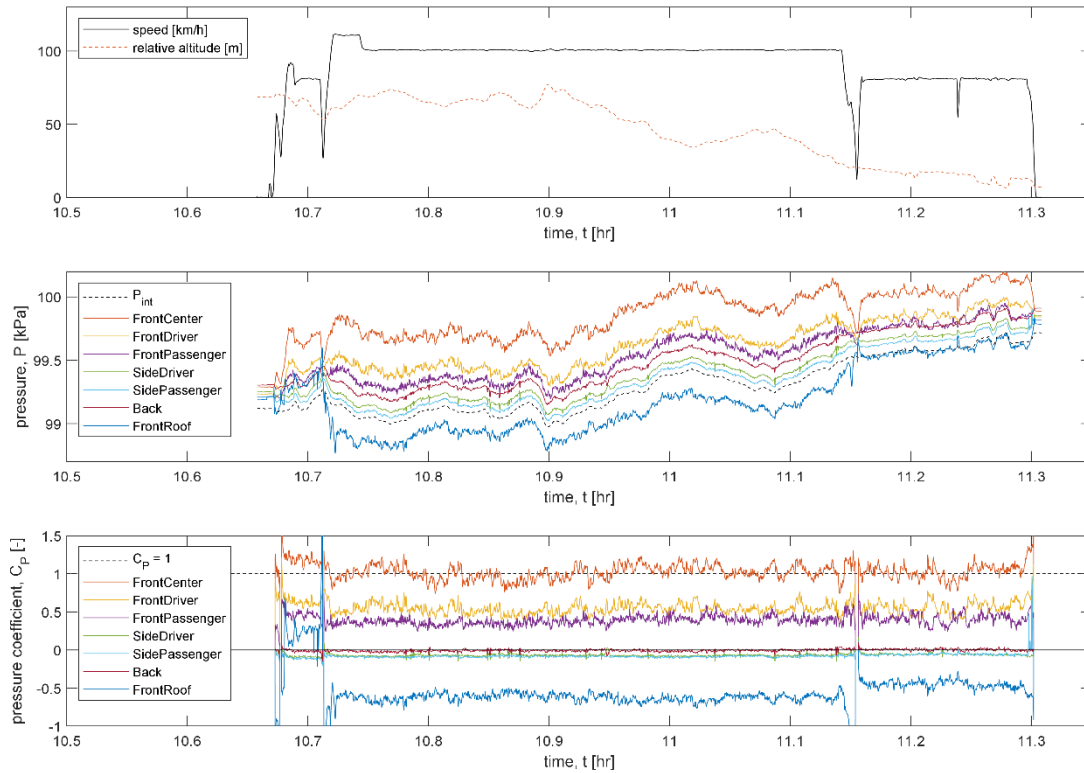 speed [km/h]
relative altitude [m]
100
50
0
10.5 10.6 10.7 10.8 10.9 11 11.1 11.2 11.3
time, t [hr]
pressure, P [kPa]
P_int
FrontCenter
FrontDriver
FrontPassenger
SideDriver
SidePassenger
Back
FrontRoof
100
99.5
99
10.5 10.6 10.7 10.8 10.9 11 11.1 11.2 11.3
time, t [hr]
pressure coefficient, C_P [-]
C_P = 1
FrontCenter
FrontDriver
FrontPassenger
SideDriver
SidePassenger
Back
FrontRoof
1.5
1
0.5
0
-0.5
-1
10.5 10.6 10.7 10.8 10.9 11 11.1 11.2 11.3
time, t [hr]